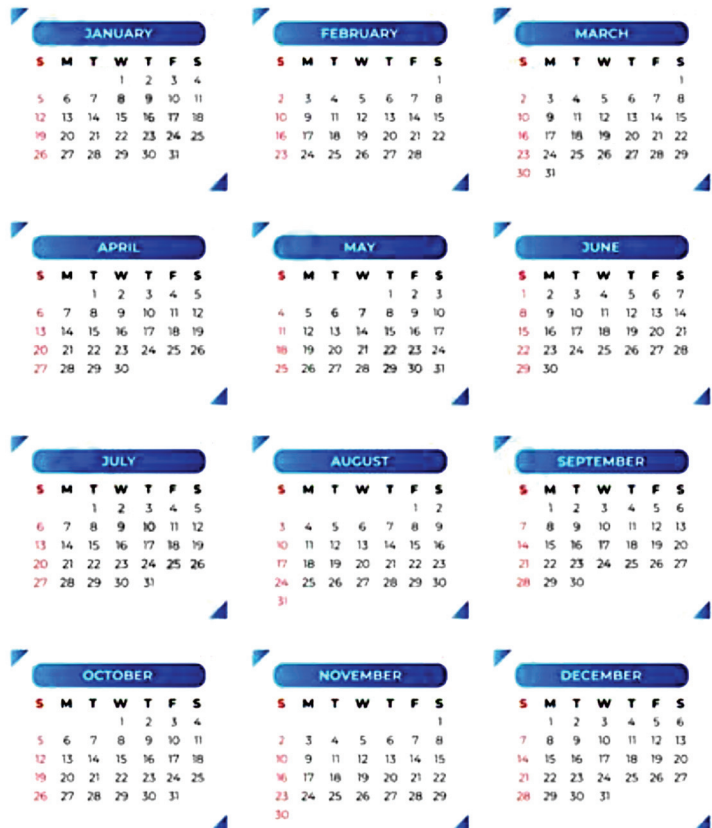 JANUARY
S M T W T F S
1 2 3 4
5 6 7 8 9 10 11
12 13 14 15 16 17 18
19 20 21 22 23 24 25
26 27 28 29 30 31
FEBRUARY
S M T W T F S
1
2 3 4 5 6 7 8
10 9 11 12 13 14 15
16 17 18 19 20 21 22
23 24 25 26 27 28
MARCH
S M T W T F S
1
2 3 4 5 6 7 8
10 9 11 12 13 14 15
16 17 18 19 20 21 22
23 24 25 26 27 28 29
30 31
APRIL
S M T W T F S
1 2 3 4 5
6 7 8 9 10 11 12
13 14 15 16 17 18 19
20 21 22 23 24 25 26
27 28 29 30
MAY
S M T W T F S
1 2 3
4 5 6 7 8 9 10
11 12 13 14 15 16 17
18 19 20 21 22 23 24
25 26 27 28 29 30 31
JUNE
S M T W T F S
1 2 3 4 5 6 7
8 9 10 11 12 13 14
15 16 17 18 19 20 21
22 23 24 25 26 27 28
29 30
JULY
S M T W T F S
1 2 3 4 5
6 7 8 9 10 11 12
13 14 15 16 17 18 19
20 21 22 23 24 25 26
27 28 29 30 31
AUGUST
S M T W T F S
1 2
3 4 5 6 7 8 9
10 11 12 13 14 15 16
17 18 19 20 21 22 23
24 25 26 27 28 29 30
31
SEPTEMBER
S M T W T F S
1 2 3 4 5 6
7 8 9 10 11 12 13
14 15 16 17 18 19 20
21 22 23 24 25 26 27
28 29 30
OCTOBER
S M T W T F S
1 2 3 4
5 6 7 8 9 10 11
12 13 14 15 16 17 18
19 20 21 22 23 24 25
26 27 28 29 30 31
NOVEMBER
S M T W T F S
1
2 3 4 5 6 7 8
10 9 11 12 13 14 15
16 17 18 19 20 21 22
23 24 25 26 27 28 29
30
DECEMBER
S M T W T F S
1 2 3 4 5 6
7 8 9 10 11 12 13
14 15 16 17 18 19 20
21 22 23 24 25 26 27
28 29 30 31